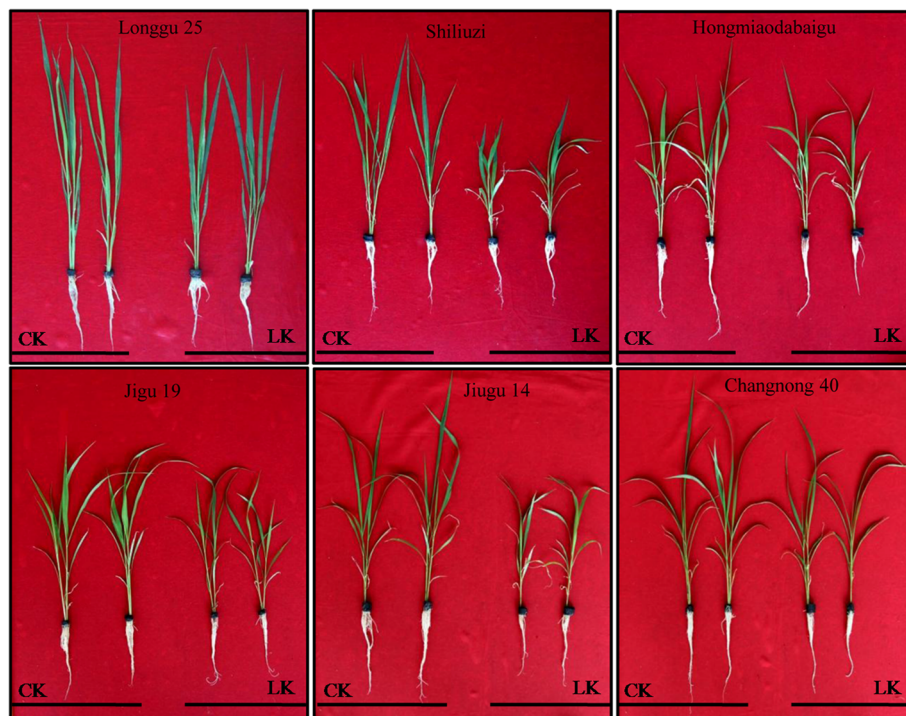 Longgu 25
CK
LK
Shiliuzi
CK
LK
Hongmiaodabaigu
CK
LK
Jigu 19
CK
LK
Jiugu 14
CK
LK
Changnong 40
CK
LK